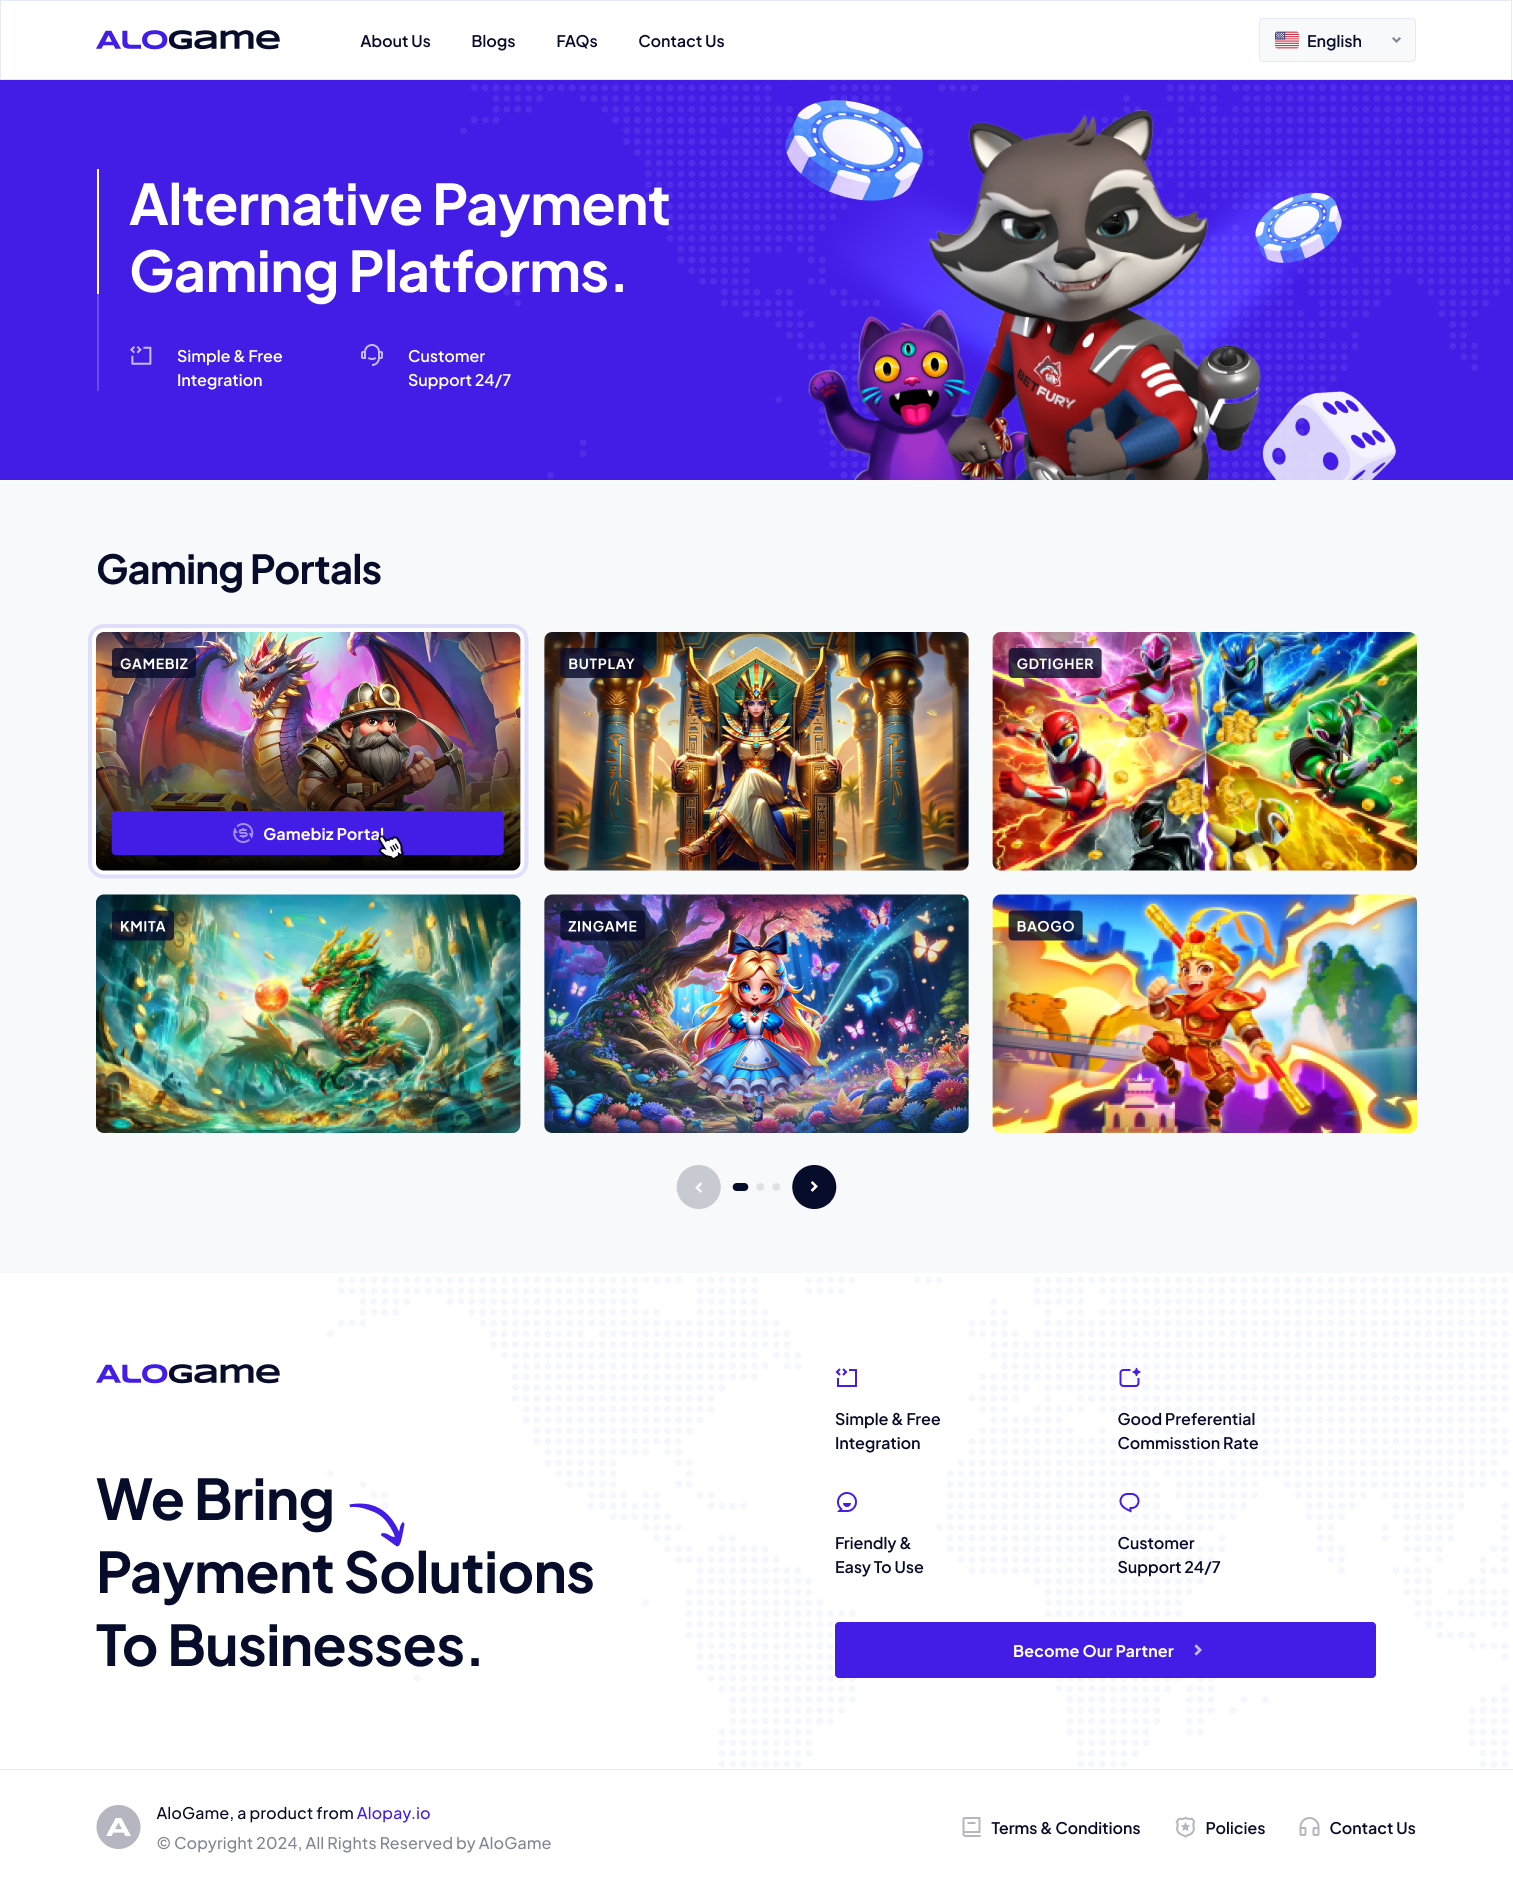 ALOGame
About Us
Blogs
FAQs
Contact Us
English
Alternative Payment
Gaming Platforms.
Simple & Free
Integration
Customer
Support 24/7
BETFURY
Gaming Portals
GAMEBIZ
BUTPLAY
GDTIGHER
Gamebiz Portal
KMITA
ZINGAME
BAOGO
ALOGame
We Bring
Payment Solutions
To Businesses.
Simple & Free
Integration
Good Preferential
Commisstion Rate
Friendly &
Easy To Use
Customer
Support 24/7
Become Our Partner
AloGame, a product from Alopay.io
© Copyright 2024, All Rights Reserved by AloGame
Terms & Conditions
Policies
Contact Us